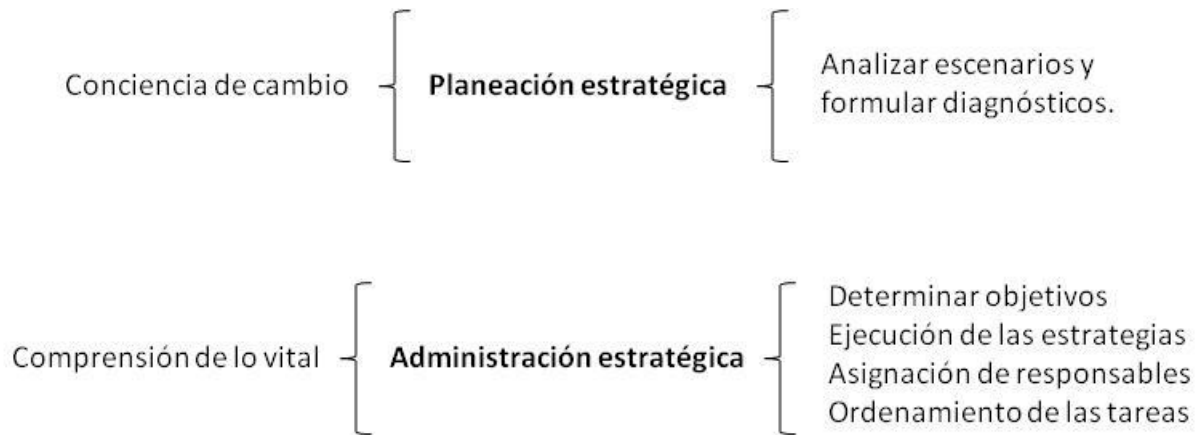 Conciencia de cambio
Planeación estratégica
Analizar escenarios y
formular diagnósticos.
Comprensión de lo vital
Administración estratégica
Determinar objetivos
Ejecución de las estrategias
Asignación de responsables
Ordenamiento de las tareas